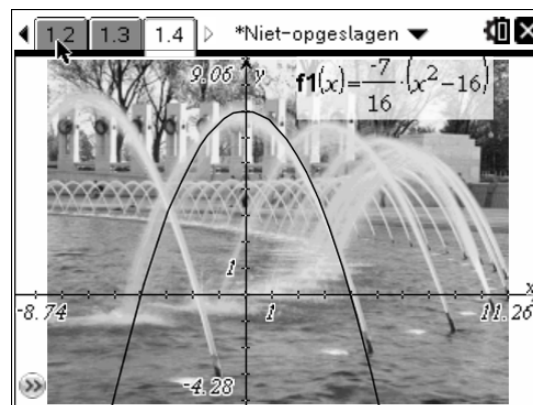 1.2 1.3 1.4 *Niet-opgeslagen
9.06 y
f1(x)=-7/16·(x²-16)
1
x
-8.74 1 11.26
-4.28